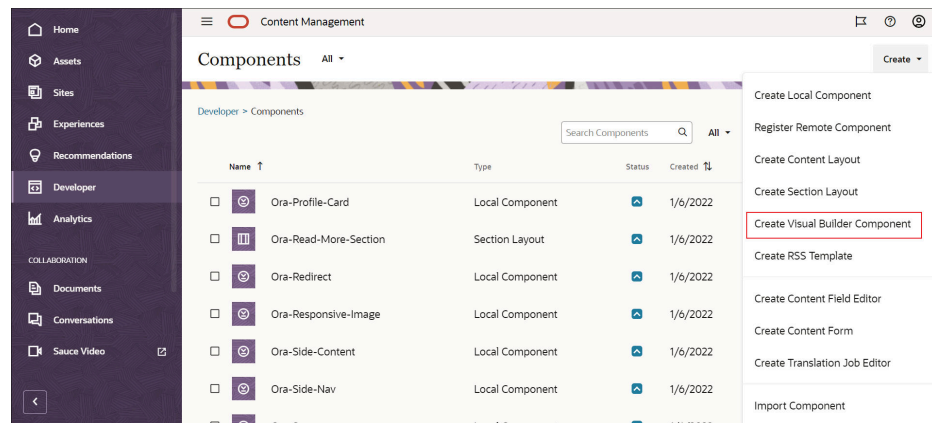 Content Management
Home
Assets
Sites
Experiences
Recommendations
Developer
Analytics
COLLABORATION
Documents
Conversations
Sauce Video
Components All
Create
Developer > Components
Search Components
All
Name Type Status Created
Ora-Profile-Card Local Component 1/6/2022
Ora-Read-More-Section Section Layout 1/6/2022
Ora-Redirect Local Component 1/6/2022
Ora-Responsive-Image Local Component 1/6/2022
Ora-Side-Content Local Component 1/6/2022
Ora-Side-Nav Local Component 1/6/2022
Create Local Component
Register Remote Component
Create Content Layout
Create Section Layout
Create Visual Builder Component
Create RSS Template
Create Content Field Editor
Create Content Form
Create Translation Job Editor
Import Component